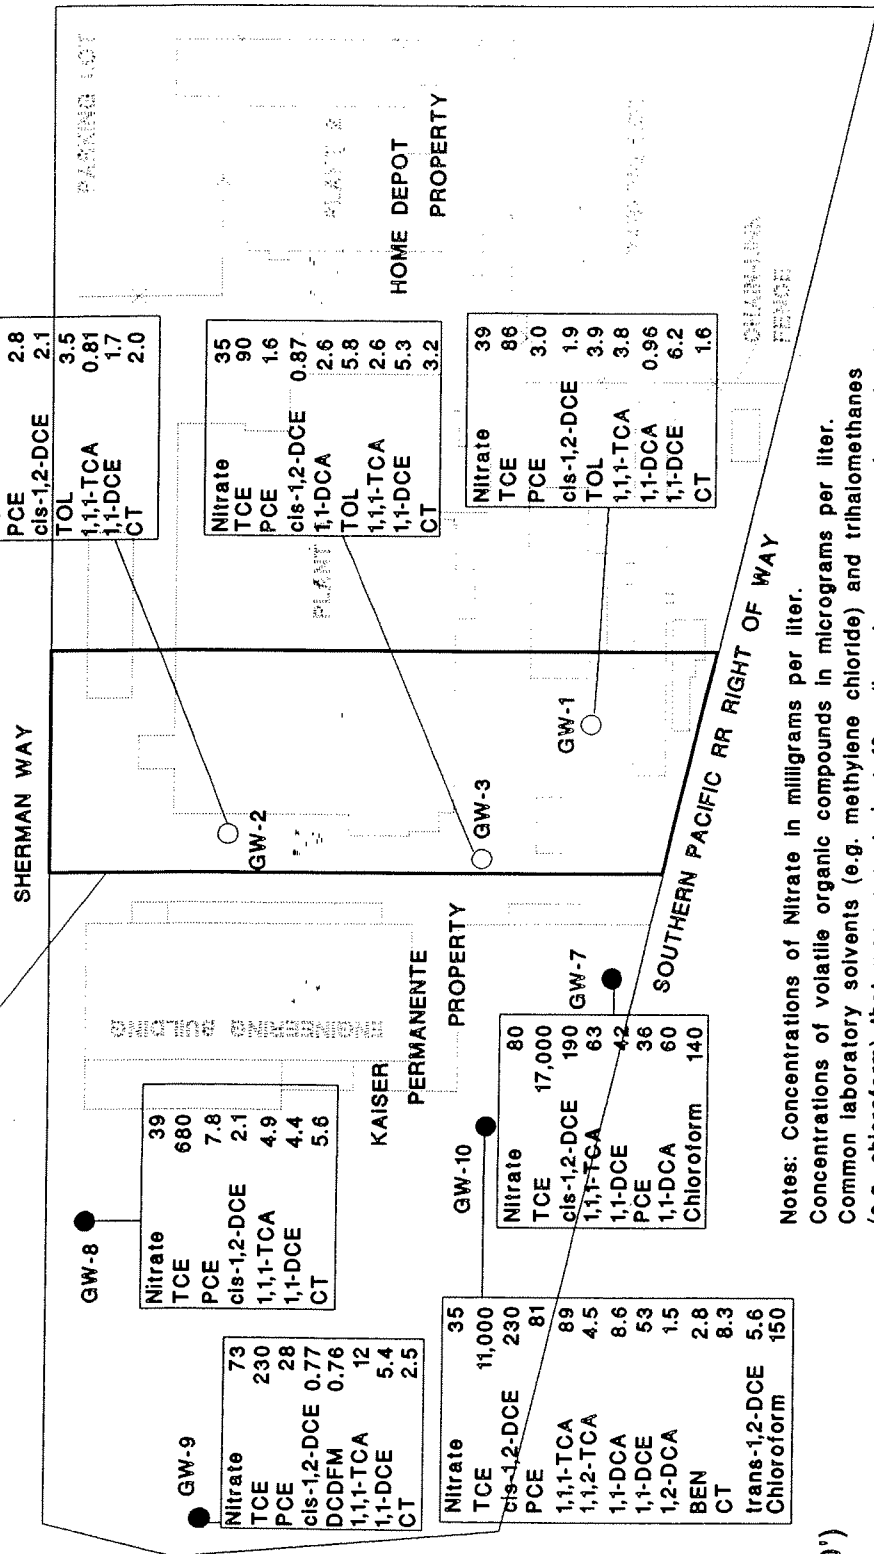 SHERMAN WAY
PARKING LOT
GW-9
Nitrate 73
TCE 230
PCE 28
cis-1,2-DCE 0.77
DCDFM 0.76
1,1,1-TCA 12
1,1-DCE 5.4
CT 2.5
GW-8
Nitrate 39
TCE 680
PCE 7.8
cis-1,2-DCE 2.1
1,1,1-TCA 4.9
1,1-DCE 4.4
CT 5.6
ENGINEERING BUILDING
KAISER
PERMANENTE
PROPERTY
GW-2
PCE 2.8
cis-1,2-DCE 2.1
TOL 3.5
1,1,1-TCA 0.81
1,1-DCE 1.7
CT 2.0
PLANT
PLANT 2
HOME DEPOT
PROPERTY
GW-3
Nitrate 35
TCE 90
PCE 1.6
cis-1,2-DCE 0.87
1,1-DCA 2.6
TOL 5.8
1,1,1-TCA 2.6
1,1-DCE 5.3
CT 3.2
GW-10
Nitrate 35
TCE 11,000
cis-1,2-DCE 230
PCE 81
1,1,1-TCA 89
1,1,2-TCA 4.5
1,1-DCA 8.6
1,1-DCE 53
1,2-DCA 1.5
BEN 2.8
CT 8.3
trans-1,2-DCE 5.6
Chloroform 150
GW-7
Nitrate 80
TCE 17,000
cis-1,2-DCE 190
1,1,1-TCA 63
1,1-DCE 42
PCE 36
1,1-DCA 60
Chloroform 140
GW-1
Nitrate 39
TCE 86
PCE 3.0
cis-1,2-DCE 1.9
TOL 3.9
1,1,1-TCA 3.8
1,1-DCA 0.96
1,1-DCE 6.2
CT 1.6
CHAIN-LINK
FENCE
SOUTHERN PACIFIC RR RIGHT OF WAY
Notes: Concentrations of Nitrate in milligrams per liter.
Concentrations of volatile organic compounds in micrograms per liter.
Common laboratory solvents (e.g. methylene chloride) and trihalomethanes